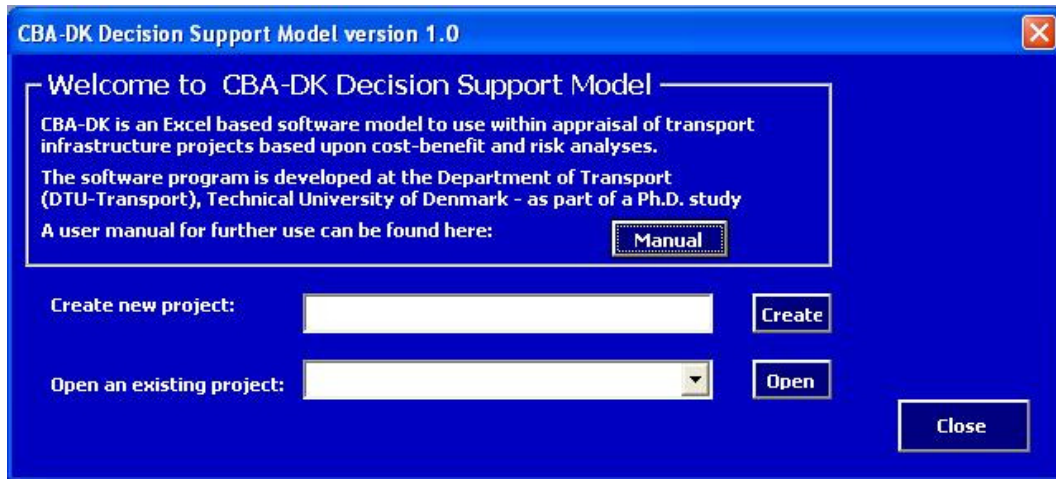 CBA-DK Decision Support Model version 1.0
Welcome to CBA-DK Decision Support Model
CBA-DK is an Excel based software model to use within appraisal of transport
infrastructure projects based upon cost-benefit and risk analyses.
The software program is developed at the Department of Transport
(DTU-Transport), Technical University of Denmark - as part of a Ph.D. study
A user manual for further use can be found here:
Manual
Create new project:
Create
Open an existing project:
Open
Close